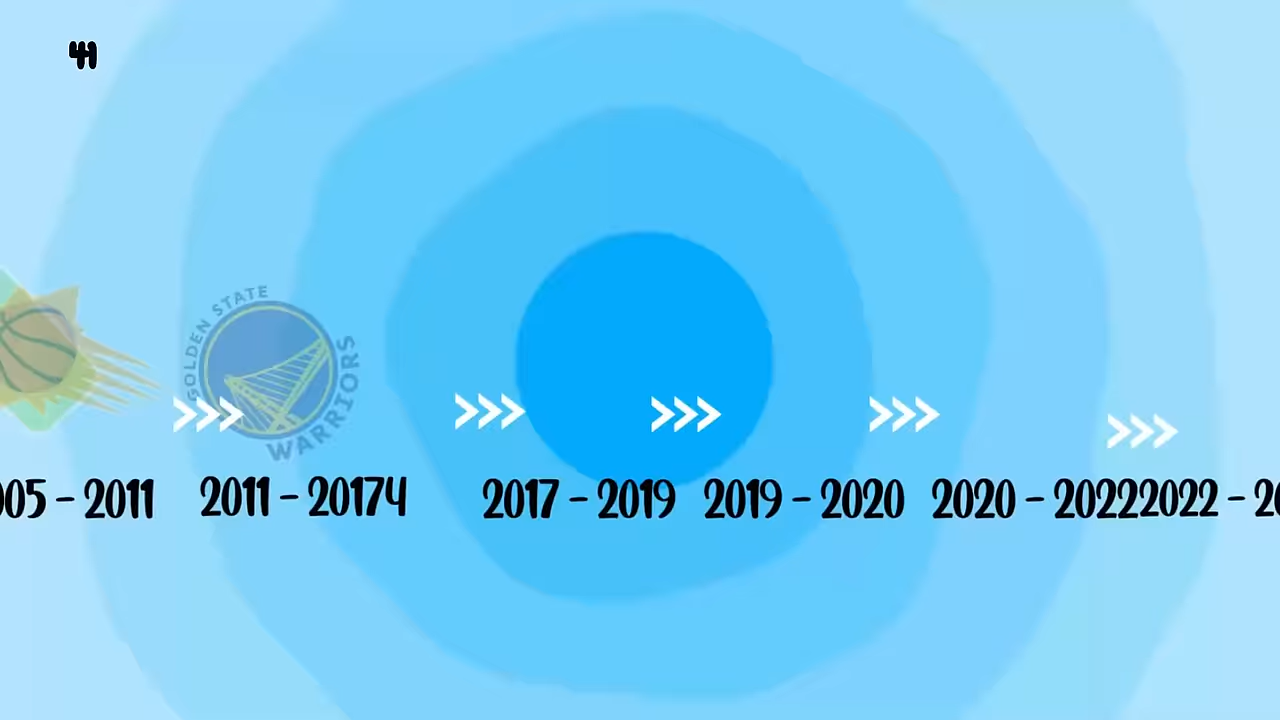 41
GOLDEN STATE
WARRIORS
>>> >>> >>> >>> >>>
005 - 2011 2011 - 20174 2017 - 2019 2019 - 2020 2020 - 20222022 - 20